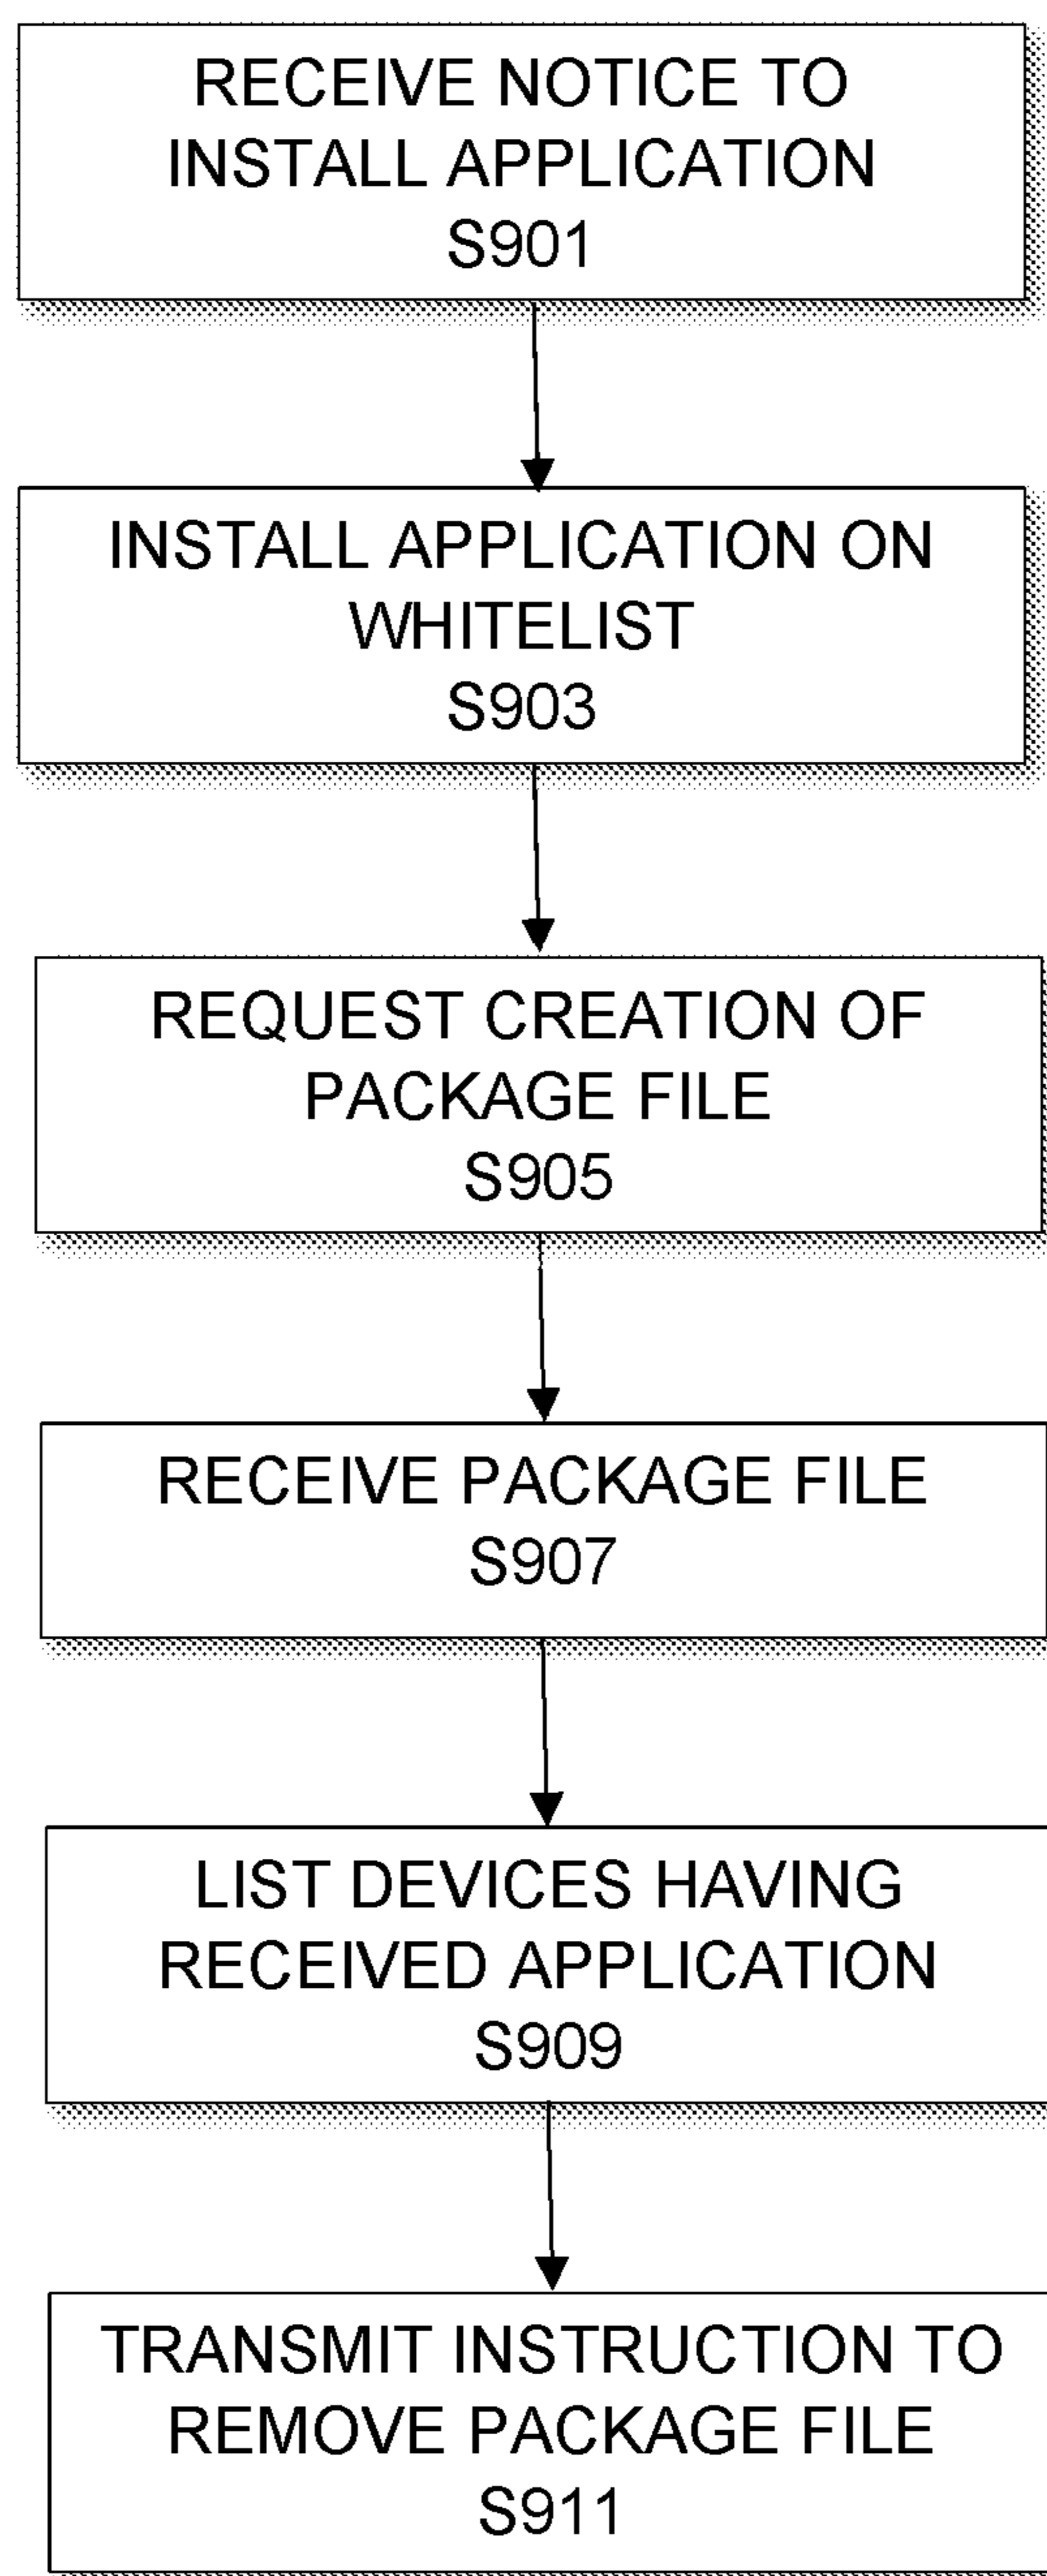 RECEIVE NOTICE TO
INSTALL APPLICATION
S901
INSTALL APPLICATION ON
WHITELIST
S903
REQUEST CREATION OF
PACKAGE FILE
S905
RECEIVE PACKAGE FILE
S907
LIST DEVICES HAVING
RECEIVED APPLICATION
S909
TRANSMIT INSTRUCTION TO
REMOVE PACKAGE FILE
S911